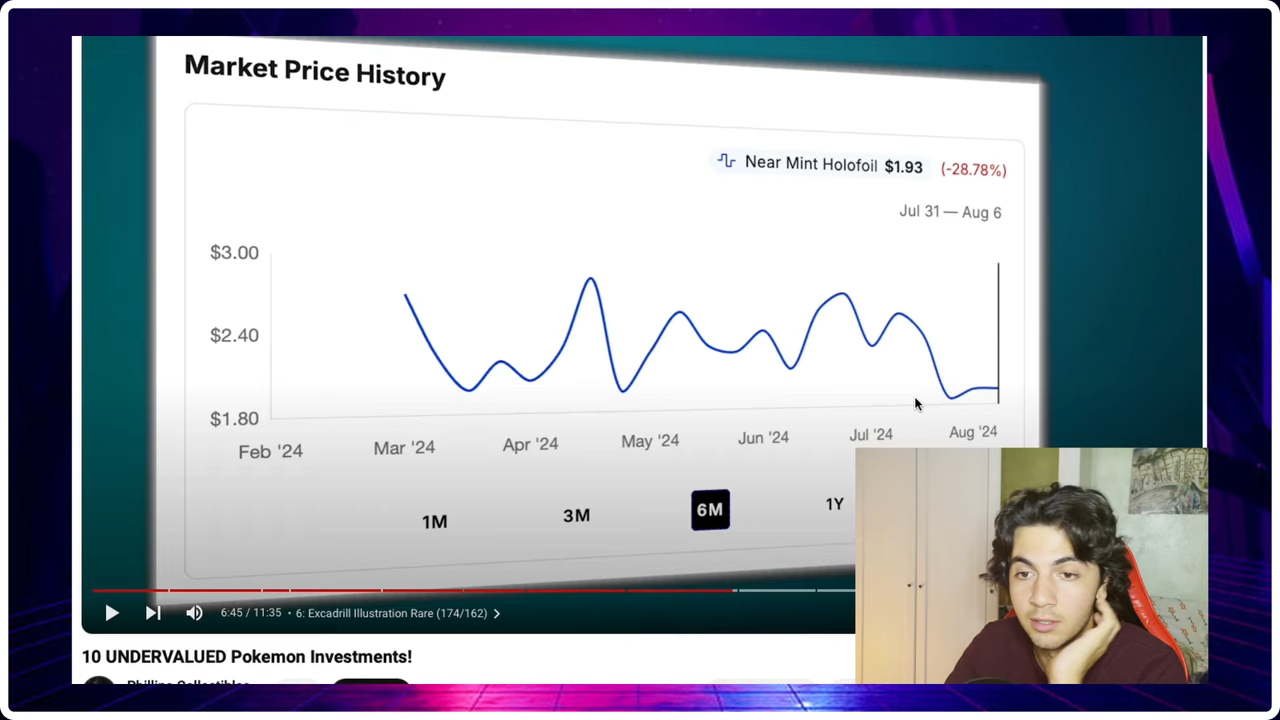 Market Price History
Near Mint Holofoil $1.93 (-28.78%)
Jul 31 — Aug 6
$3.00
$2.40
$1.80
Feb '24 Mar '24 Apr '24 May '24 Jun '24 Jul '24 Aug '24
1M 3M 6M 1Y
6:45 / 11:35 • 6: Excadrill Illustration Rare (174/162)
10 UNDERVALUED Pokemon Investments!
Phillips Collectibles